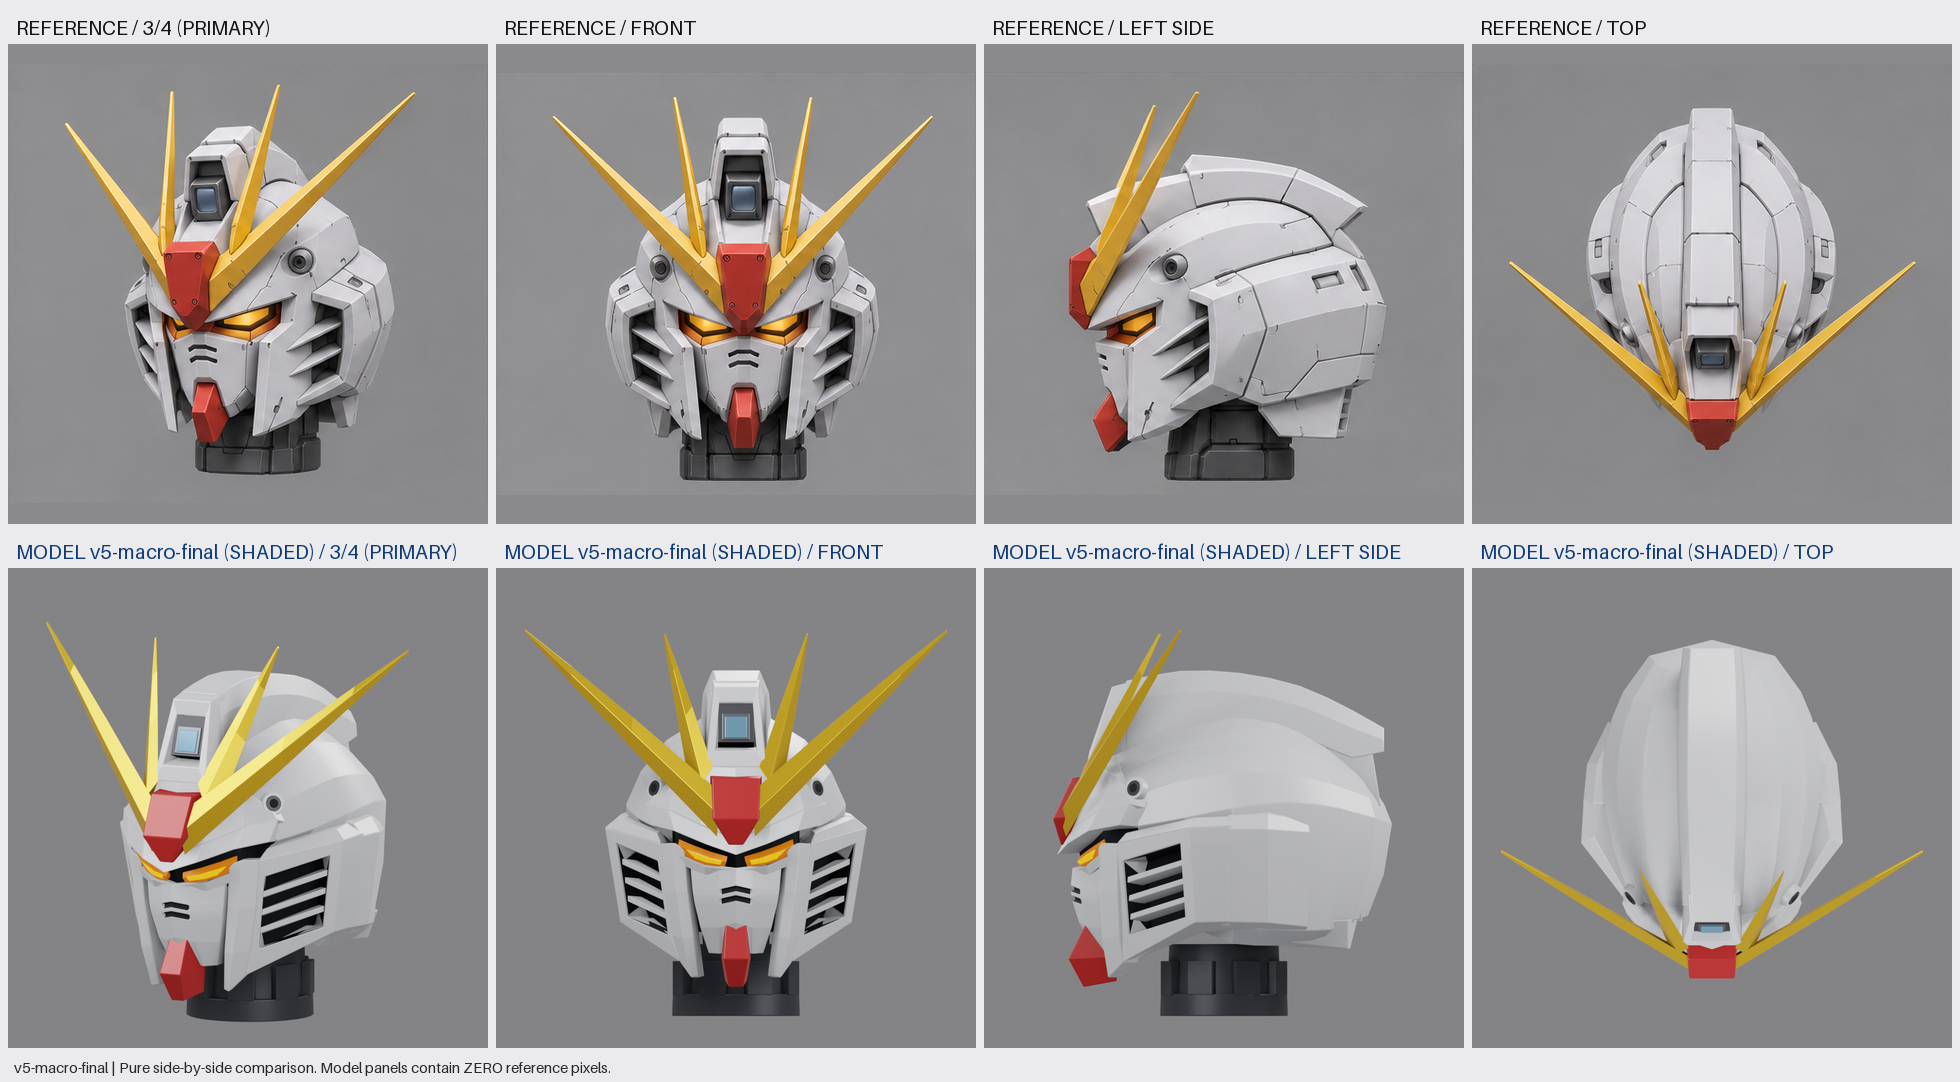 REFERENCE / 3/4 (PRIMARY)
REFERENCE / FRONT
REFERENCE / LEFT SIDE
REFERENCE / TOP
MODEL v5-macro-final (SHADED) / 3/4 (PRIMARY)
MODEL v5-macro-final (SHADED) / FRONT
MODEL v5-macro-final (SHADED) / LEFT SIDE
MODEL v5-macro-final (SHADED) / TOP
v5-macro-final | Pure side-by-side comparison. Model panels contain ZERO reference pixels.